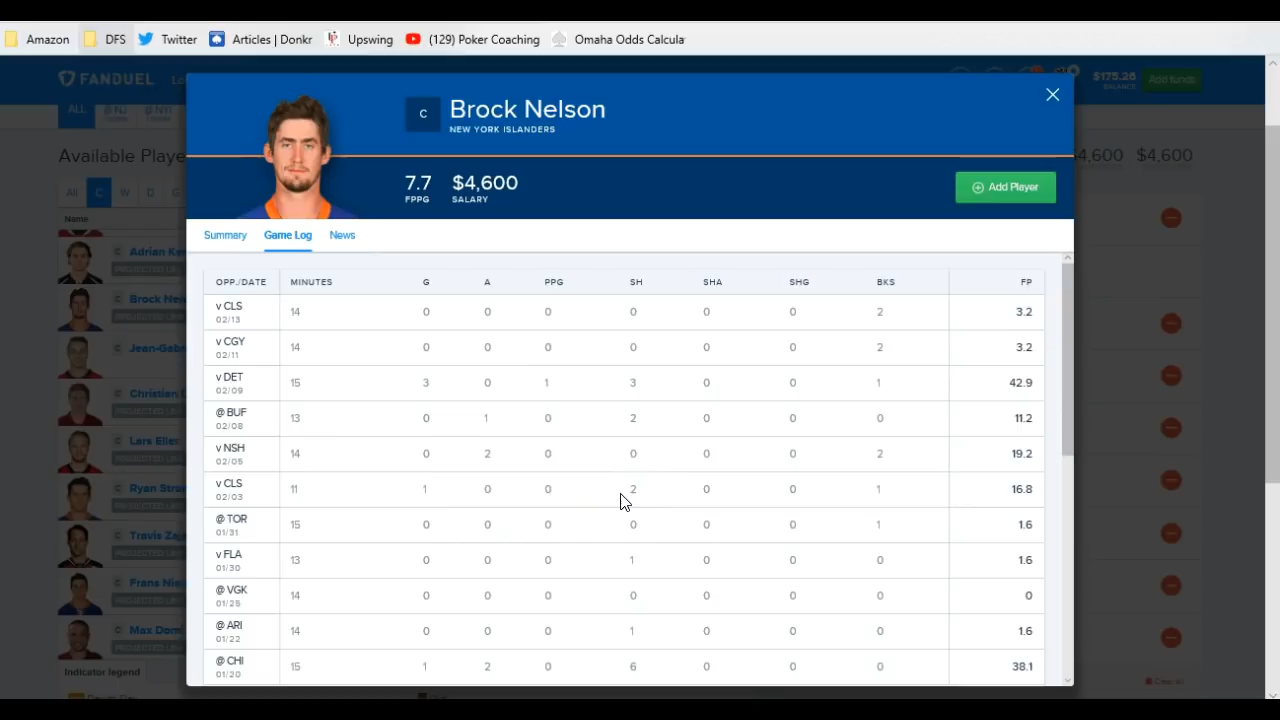 Amazon DFS Twitter Articles | Donkr Upswing (129) Poker Coaching Omaha Odds Calcula
FANDUEL $175.26 Add funds
BALANCE
ALL @ NJ
Brock Nelson
C
NEW YORK ISLANDERS
Available Playe $4,600 $4,600
7.7 $4,600 Add Player
FPPG SALARY
All C W D G
Summary Game Log News
Name
OPP./DATE MINUTES G A PPG SH SHA SHG BKS FP
v CLS 14 0 0 0 0 0 0 2 3.2
02/13
v CGY 14 0 0 0 0 0 0 2 3.2
02/11
v DET 15 3 0 1 3 0 0 1 42.9
02/09
@ BUF 13 0 1 0 2 0 0 0 11.2
02/08
v NSH 14 0 2 0 0 0 0 2 19.2
02/05
v CLS 11 1 0 0 2 0 0 1 16.8
02/03
@ TOR 15 0 0 0 0 0 0 1 1.6
01/31
v FLA 13 0 0 0 1 0 0 0 1.6
01/30
@ VGK 14 0 0 0 0 0 0 0 0
01/25
@ ARI 14 0 0 0 1 0 0 0 1.6
01/22
@ CHI 15 1 2 0 6 0 0 0 38.1
01/20
C Adrian Ke
C Brock Nel
C Jean-Gab
C Christian
C Lars Eller
C Ryan Stro
C Travis Za
C Frans Nie
C Max Dom
Indicator legend